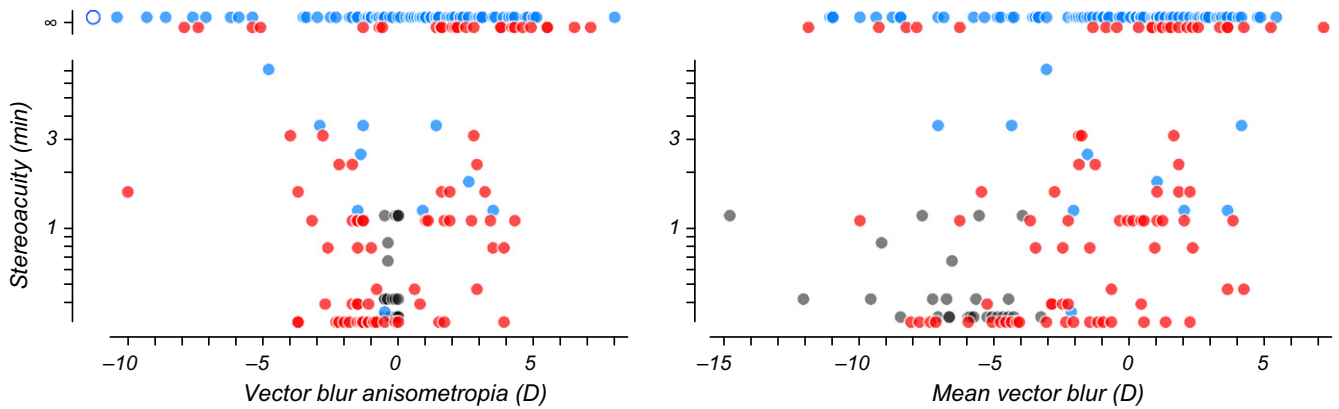 ∞
3
1
Stereoacuity (min)
–10 –5 0 5
Vector blur anisometropia (D)
∞
3
1
–15 –10 –5 0 5
Mean vector blur (D)